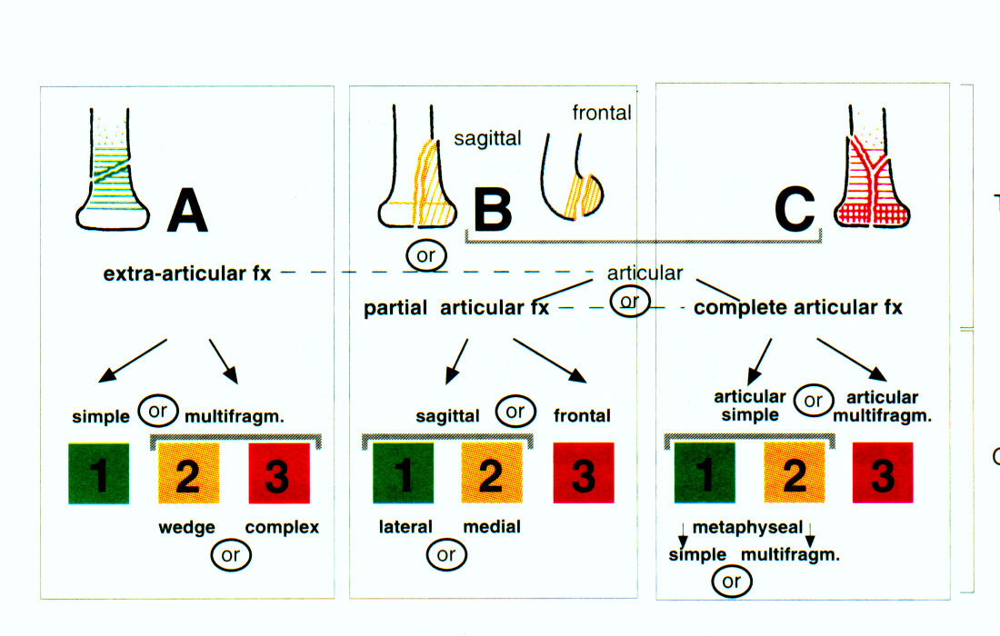 frontal
sagittal
A
B
C
or
extra-articular fx
articular
or
partial articular fx
complete articular fx
simple or multifragm.
sagittal or frontal
articular simple or articular multifragm.
1 2 3
1 2 3
1 2 3
wedge complex
or
lateral medial
or
metaphyseal
simple multifragm.
or